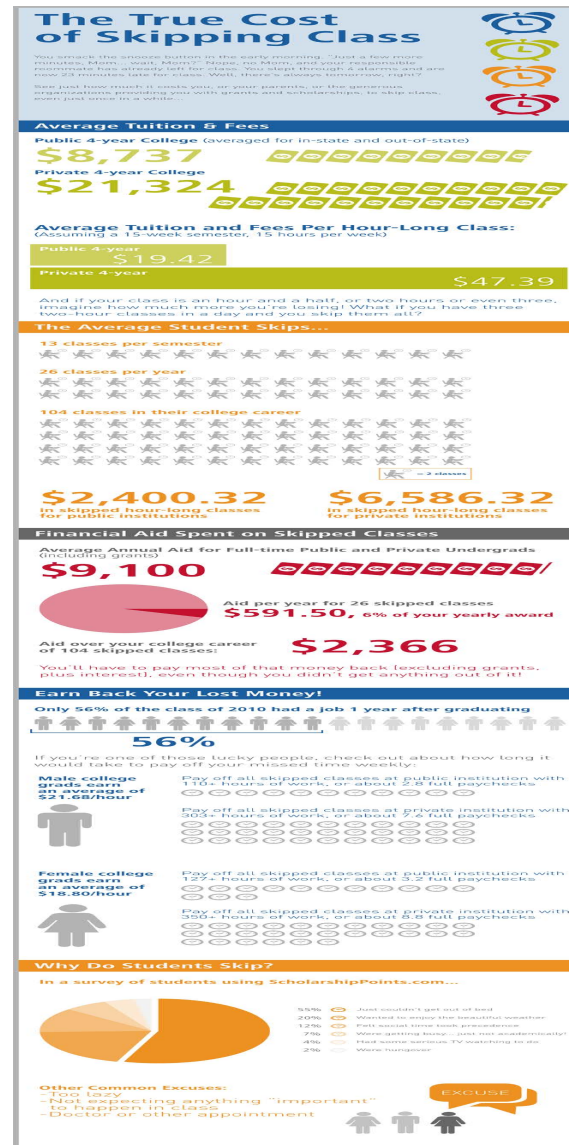 The True Cost
of Skipping Class
You smack the snooze button in the early morning. "Just a few more
minutes, Mom... wait, Mom?" Nope, no Mom, and your responsible
roommate has already left for class. You slept through 4 alarms and are
now 23 minutes late for class. Well, there's always tomorrow, right?
See just how much it costs you, or your parents, or the generous
organizations providing you with grants and scholarships, to skip class,
even just once in a while...
Average Tuition & Fees
Public 4-year College (averaged for in-state and out-of-state)
$8,737
Private 4-year College
$21,324
Average Tuition and Fees Per Hour-Long Class:
(Assuming a 15-week semester, 15 hours per week)
Public 4-year
$19.42
Private 4-year
$47.39
And if your class is an hour and a half, or two hours or even three,
imagine how much more you're losing! What if you have three
two-hour classes in a day and you skip them all?
The Average Student Skips...
13 classes per semester
26 classes per year
104 classes in their college career
= 2 classes
$2,400.32
in skipped hour-long classes
for public institutions
$6,586.32
in skipped hour-long classes
for private institutions
Financial Aid Spent on Skipped Classes
Average Annual Aid for Full-time Public and Private Undergrads
(including grants)
$9,100
Aid per year for 26 skipped classes
$591.50, 6% of your yearly award
Aid over your college career
of 104 skipped classes:
$2,366
You'll have to pay most of that money back [excluding grants,
plus interest], even though you didn't get anything out of it!
Earn Back Your Lost Money!
Only 56% of the class of 2010 had a job 1 year after graduating
56%
If you're one of those lucky people, check out about how long it
would take to pay off your missed time weekly:
Male college
grads earn
an average of
$21.68/hour
Pay off all skipped classes at public institution with
110+ hours of work, or about 2.8 full paychecks
Pay off all skipped classes at private institution with
303+ hours of work, or about 7.6 full paychecks
Female college
grads earn
an average of
$18.80/hour
Pay off all skipped classes at public institution with
127+ hours of work, or about 3.2 full paychecks
Pay off all skipped classes at private institution with
350+ hours of work, or about 8.8 full paychecks
Why Do Students Skip?
In a survey of students using ScholarshipPoints.com...
55% Just couldn't get out of bed
20% Wanted to enjoy the beautiful weather
12% Felt social time took precedence
7% Were getting busy... just not academically!
4% Had some serious TV-watching to do
2% Were hungover
Other Common Excuses:
-Too lazy
-Not expecting anything "important"
to happen in class
-Doctor or other appointment
EXCUSE